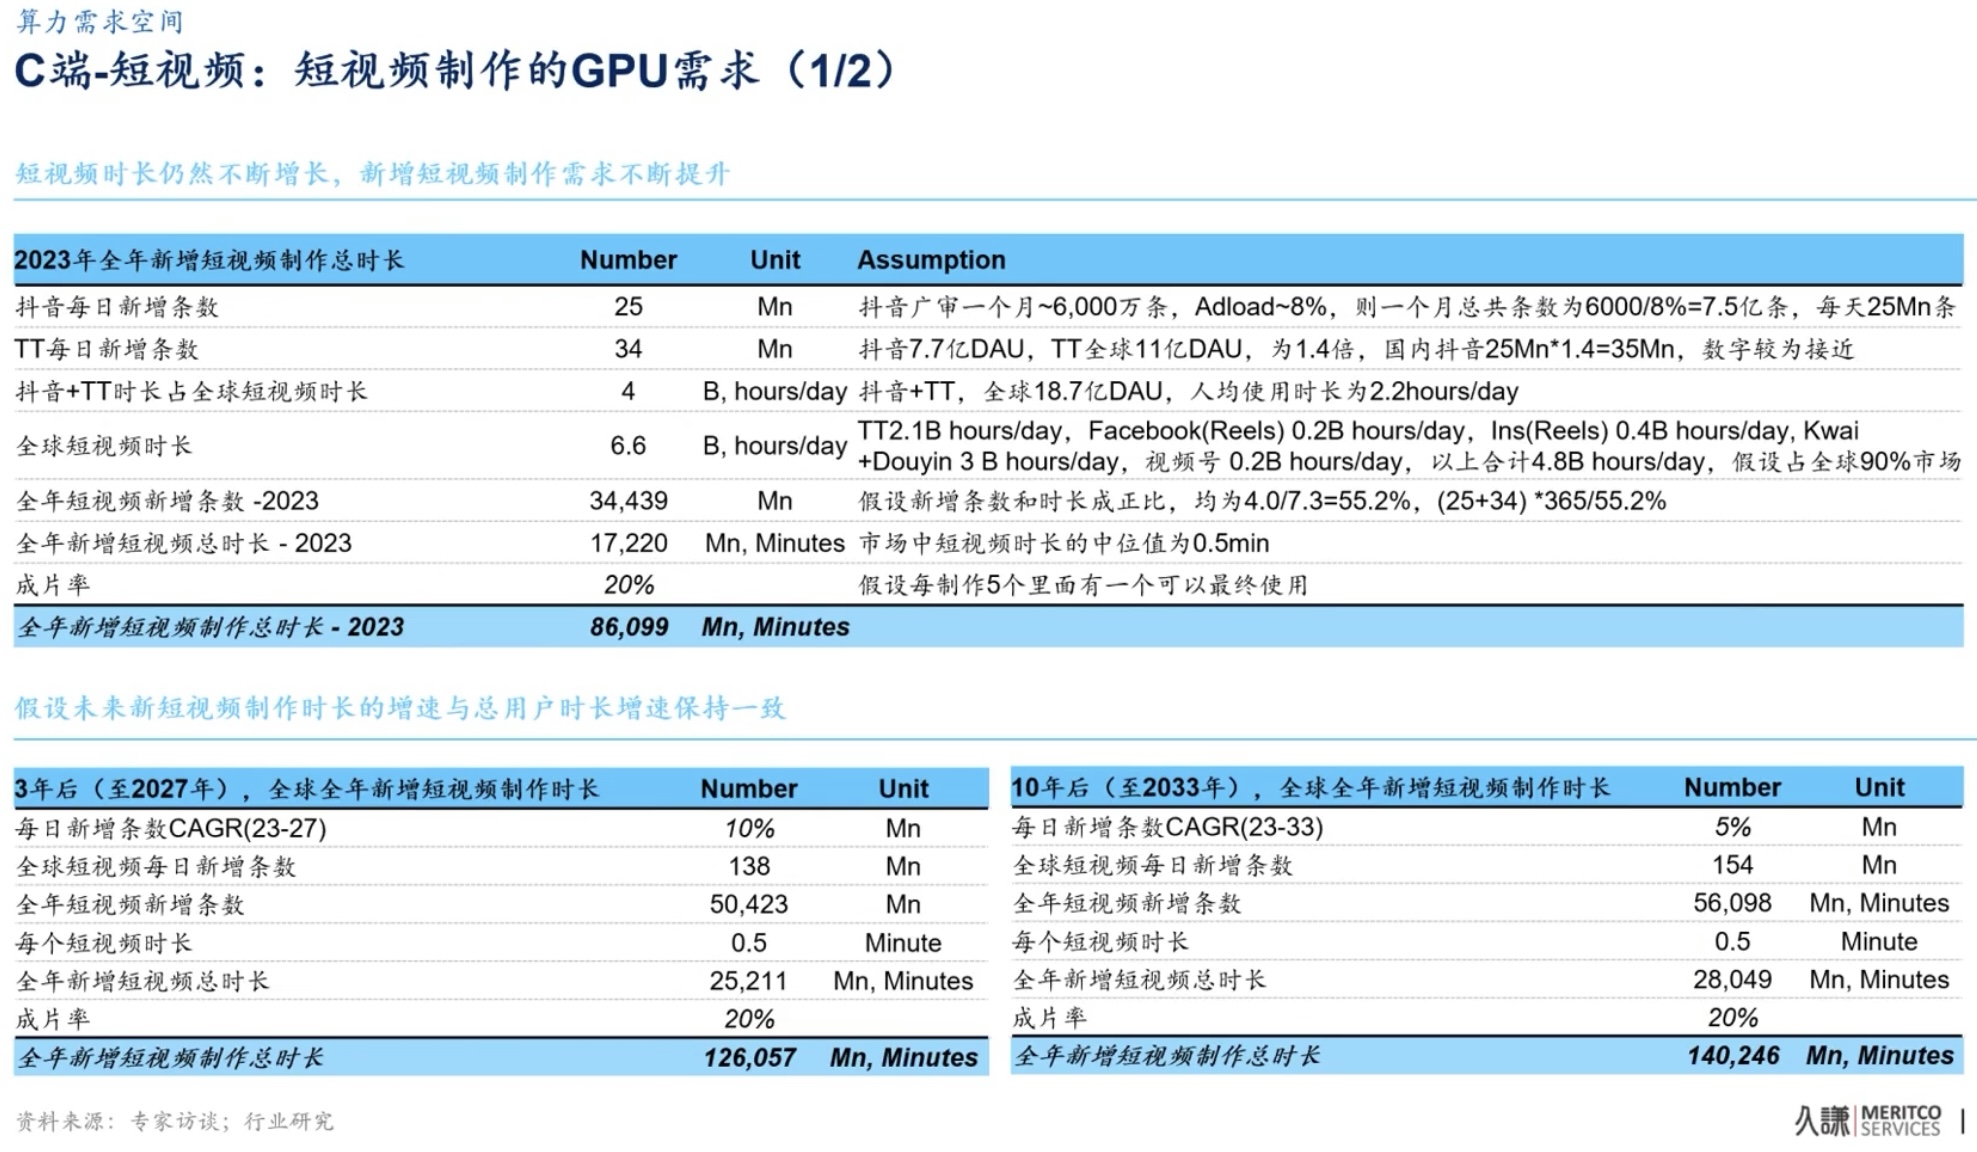 算力需求空间
C端-短视频：短视频制作的GPU需求（1/2）
短视频时长仍然不断增长，新增短视频制作需求不断提升
2023年全年新增短视频制作总时长 Number Unit Assumption
抖音每日新增条数 25 Mn 抖音广审一个月~6,000万条，Adload~8%，则一个月总共条数为6000/8%=7.5亿条，每天25Mn条
TT每日新增条数 34 Mn 抖音7.7亿DAU，TT全球11亿DAU，为1.4倍，国内抖音25Mn*1.4=35Mn，数字较为接近
抖音+TT时长占全球短视频时长 4 B, hours/day 抖音+TT，全球18.7亿DAU，人均使用时长为2.2hours/day
全球短视频时长 6.6 B, hours/day TT2.1B hours/day，Facebook(Reels) 0.2B hours/day，Ins(Reels) 0.4B hours/day, Kwai
+Douyin 3 B hours/day，视频号 0.2B hours/day，以上合计4.8B hours/day，假设占全球90%市场
全年短视频新增条数 -2023 34,439 Mn 假设新增条数和时长成正比，均为4.0/7.3=55.2%，(25+34) *365/55.2%
全年新增短视频总时长 - 2023 17,220 Mn, Minutes 市场中短视频时长的中位值为0.5min
成片率 20% 假设每制作5个里面有一个可以最终使用
全年新增短视频制作总时长 - 2023 86,099 Mn, Minutes
假设未来新短视频制作时长的增速与总用户时长增速保持一致
3年后（至2027年），全球全年新增短视频制作时长 Number Unit
每日新增条数CAGR(23-27) 10% Mn
全球短视频每日新增条数 138 Mn
全年短视频新增条数 50,423 Mn
每个短视频时长 0.5 Minute
全年新增短视频总时长 25,211 Mn, Minutes
成片率 20%
全年新增短视频制作总时长 126,057 Mn, Minutes
10年后（至2033年），全球全年新增短视频制作时长 Number Unit
每日新增条数CAGR(23-33) 5% Mn
全球短视频每日新增条数 154 Mn
全年短视频新增条数 56,098 Mn, Minutes
每个短视频时长 0.5 Minute
全年新增短视频总时长 28,049 Mn, Minutes
成片率 20%
全年新增短视频制作总时长 140,246 Mn, Minutes
资料来源：专家访谈；行业研究
久謙 MERITCO
SERVICES